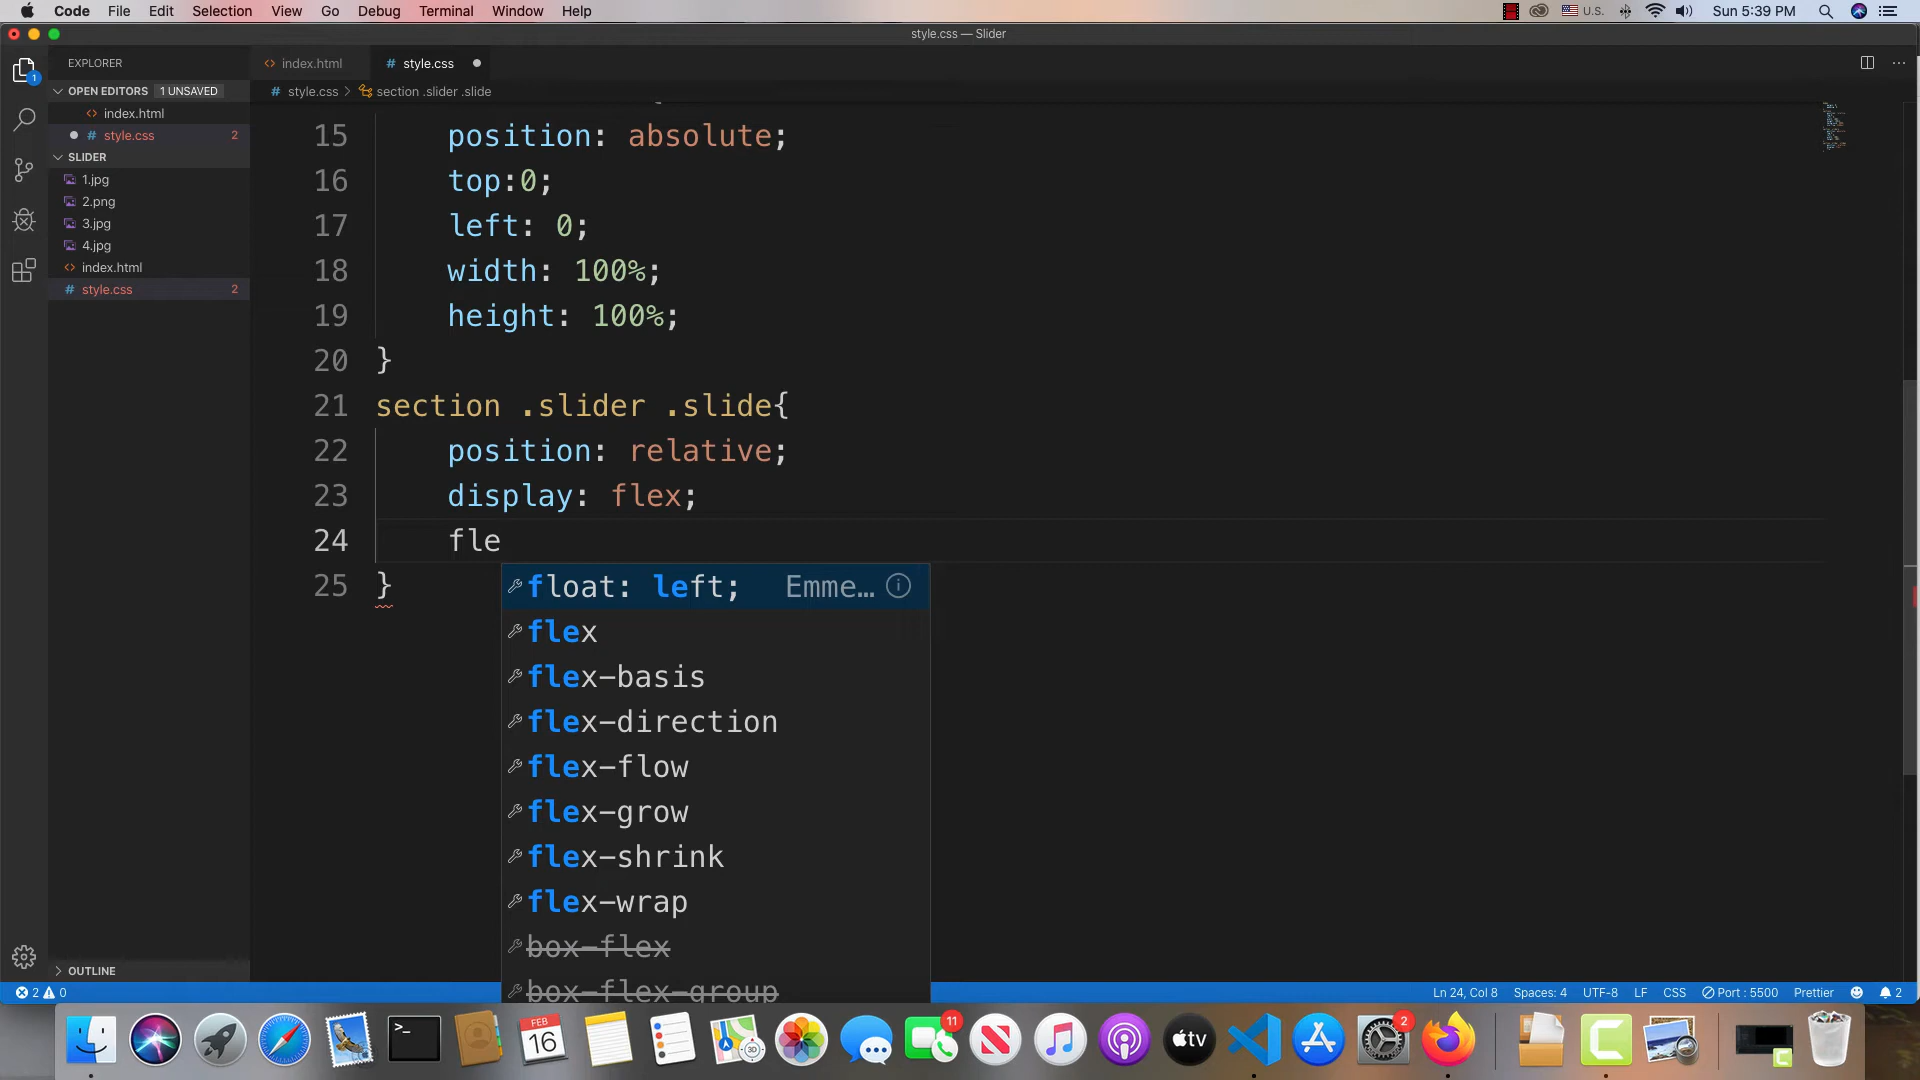 Code File Edit Selection View Go Debug Terminal Window Help U.S. Sun 5:39 PM
style.css — Slider
EXPLORER
index.html
style.css
OPEN EDITORS 1 UNSAVED
style.css section .slider .slide
index.html
style.css 2
SLIDER
1.jpg
2.png
3.jpg
4.jpg
index.html
style.css 2
15 position: absolute;
16 top:0;
17 left: 0;
18 width: 100%;
19 height: 100%;
20 }
21 section .slider .slide{
22 position: relative;
23 display: flex;
24 fle
25 }
float: left; Emme…
flex
flex-basis
flex-direction
flex-flow
flex-grow
flex-shrink
flex-wrap
box-flex
box-flex-group
OUTLINE
2 0 Ln 24, Col 8 Spaces: 4 UTF-8 LF CSS Port : 5500 Prettier 2
FEB
16
3D
11
tv
2
1